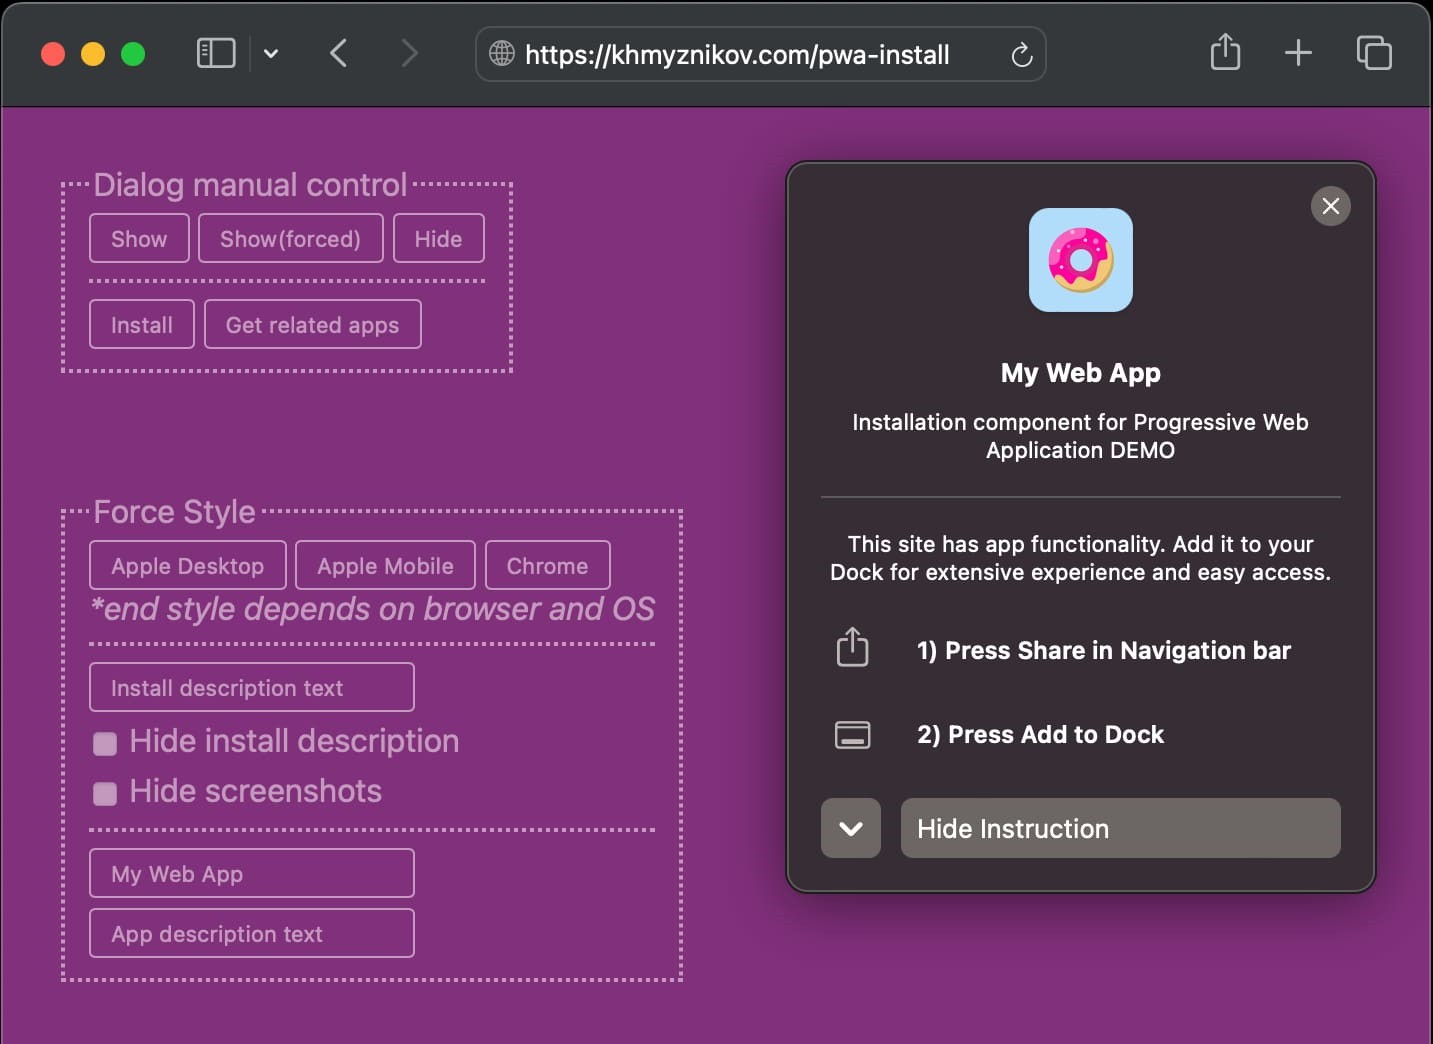 https://khmyznikov.com/pwa-install
Dialog manual control
Show
Show(forced)
Hide
Install
Get related apps
Force Style
Apple Desktop
Apple Mobile
Chrome
*end style depends on browser and OS
Install description text
Hide install description
Hide screenshots
My Web App
App description text
My Web App
Installation component for Progressive Web
Application DEMO
This site has app functionality. Add it to your
Dock for extensive experience and easy access.
1) Press Share in Navigation bar
2) Press Add to Dock
Hide Instruction